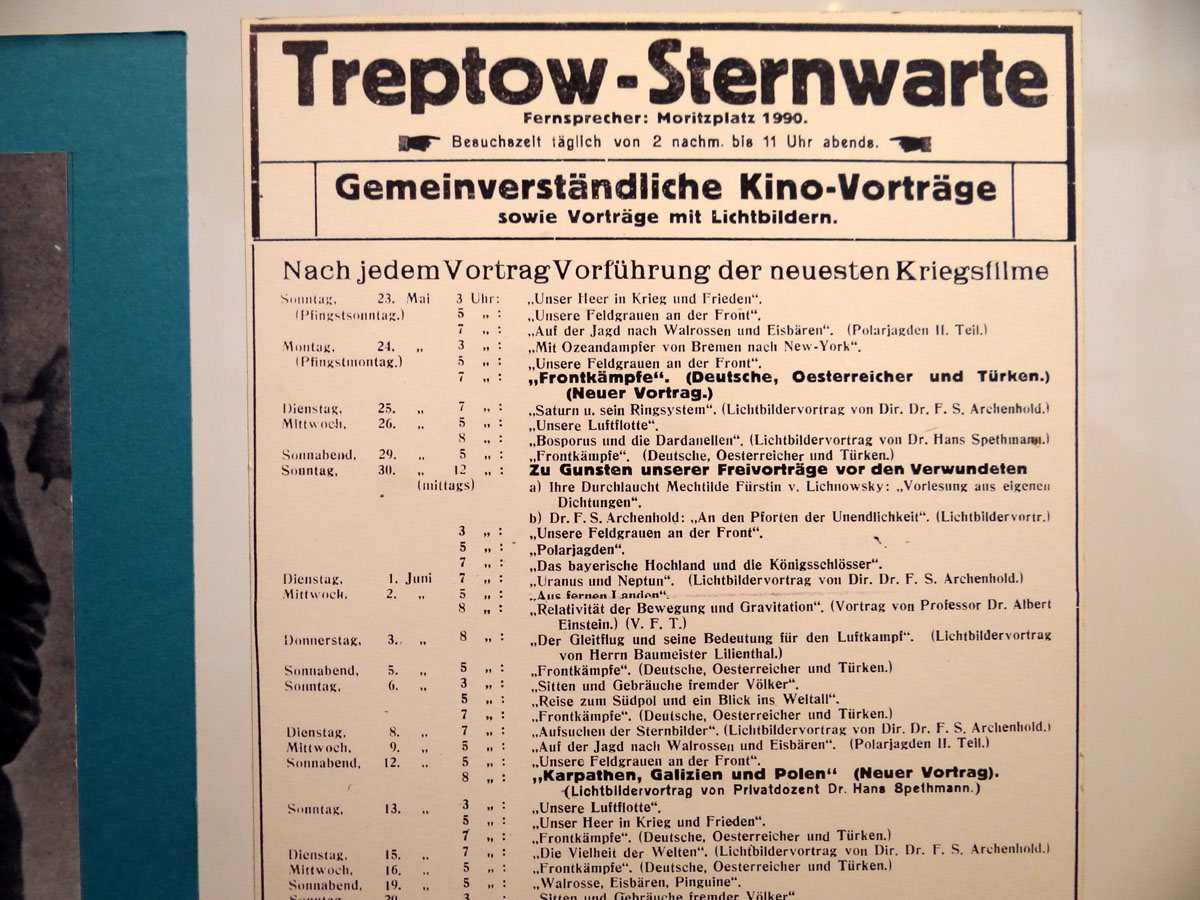 Treptow-Sternwarte
Fernsprecher: Moritzplatz 1990.
Besuchszeit täglich von 2 nachm. bis 11 Uhr abends.
Gemeinverständliche Kino-Vorträge
sowie Vorträge mit Lichtbildern.
Nach jedem Vortrag Vorführung der neuesten Kriegsfilme
Sonntag, 23. Mai 3 Uhr: „Unser Heer in Krieg und Frieden“.
(Pfingstsonntag.) 5 „ : „Unsere Feldgrauen an der Front“.
7 „ : „Auf der Jagd nach Walrossen und Eisbären“. (Polarjagden II. Teil.)
Montag, 24. „ 3 „ : „Mit Ozeandampfer von Bremen nach New-York“.
(Pfingstmontag.) 5 „ : „Unsere Feldgrauen an der Front“.
7 „ : „Frontkämpfe“. (Deutsche, Oesterreicher und Türken.)
(Neuer Vortrag.)
Dienstag, 25. „ 7 „ : „Saturn u. sein Ringsystem“. (Lichtbildervortrag von Dir. Dr. F. S. Archenhold.)
Mittwoch, 26. „ 5 „ : „Unsere Luftflotte“.
8 „ : „Bosporus und die Dardanellen“. (Lichtbildervortrag von Dr. Hans Spethmann.)
Sonnabend, 29. „ 5 „ : „Frontkämpfe“. (Deutsche, Oesterreicher und Türken.)
Sonntag, 30. „ 12 „ : Zu Gunsten unserer Freivorträge vor den Verwundeten
(mittags) a) Ihre Durchlaucht Mechtilde Fürstin v. Lichnowsky: „Vorlesung aus eigenen
Dichtungen“.
b) Dr. F. S. Archenhold: „An den Pforten der Unendlichkeit“. (Lichtbildervortr.)
3 „ : „Unsere Feldgrauen an der Front“.
5 „ : „Polarjagden“.
7 „ : „Das bayerische Hochland und die Königsschlösser“.
Dienstag, 1. Juni 7 „ : „Uranus und Neptun“. (Lichtbildervortrag von Dir. Dr. F. S. Archenhold.)
Mittwoch, 2. „ 5 „ : „Aus fernen Landen“.
8 „ : „Relativität der Bewegung und Gravitation“. (Vortrag von Professor Dr. Albert
Einstein.) (V. F. T.)
Donnerstag, 3. „ 8 „ : „Der Gleitflug und seine Bedeutung für den Luftkampf“. (Lichtbildervortrag
von Herrn Baumeister Lilienthal.)
Sonnabend, 5. „ 5 „ : „Frontkämpfe“. (Deutsche, Oesterreicher und Türken.)
Sonntag, 6. „ 3 „ : „Sitten und Gebräuche fremder Völker“.
5 „ : „Reise zum Südpol und ein Blick ins Weltall“.
7 „ : „Frontkämpfe“. (Deutsche, Oesterreicher und Türken.)
Dienstag, 8. „ 7 „ : „Aufsuchen der Sternbilder“. (Lichtbildervortrag von Dir. Dr. F. S. Archenhold.)
Mittwoch, 9. „ 5 „ : „Auf der Jagd nach Walrossen und Eisbären“. (Polarjagden II. Teil.)
Sonnabend, 12. „ 5 „ : „Unsere Feldgrauen an der Front“.
8 „ : „Karpathen, Galizien und Polen“ (Neuer Vortrag).
(Lichtbildervortrag von Privatdozent Dr. Hans Spethmann.)
Sonntag, 13. „ 3 „ : „Unsere Luftflotte“.
5 „ : „Unser Heer in Krieg und Frieden“.
7 „ : „Frontkämpfe“. (Deutsche, Oesterreicher und Türken.)
Dienstag, 15. „ 7 „ : „Die Vielheit der Welten“. (Lichtbildervortrag von Dir. Dr. F. S. Archenhold.)
Mittwoch, 16. „ 5 „ : „Frontkämpfe“. (Deutsche, Oesterreicher und Türken.)
Sonnabend, 19. „ 5 „ : „Walrosse, Eisbären, Pinguine“.
Sonntag, 20. „ 3 „ : „Sitten und Gebräuche fremder Völker“